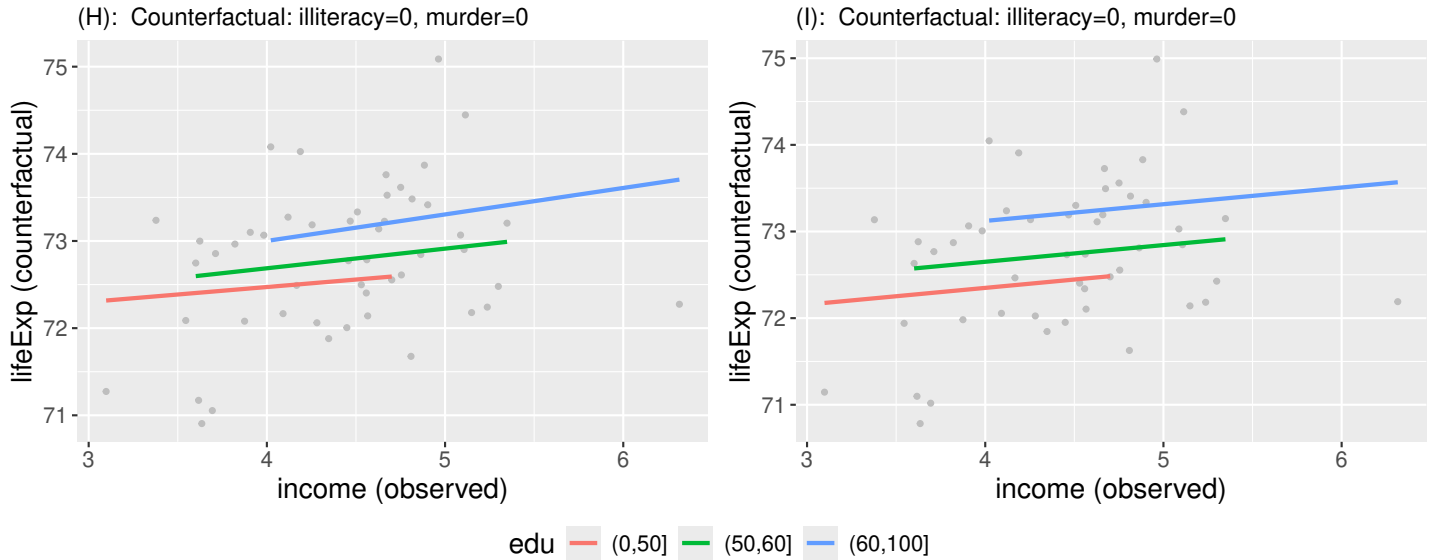 (H):  Counterfactual: illiteracy=0, murder=0
75
74
73
72
71
lifeExp (counterfactual)
3 4 5 6
income (observed)
(I):  Counterfactual: illiteracy=0, murder=0
75
74
73
72
71
lifeExp (counterfactual)
3 4 5 6
income (observed)
edu (0,50] (50,60] (60,100]